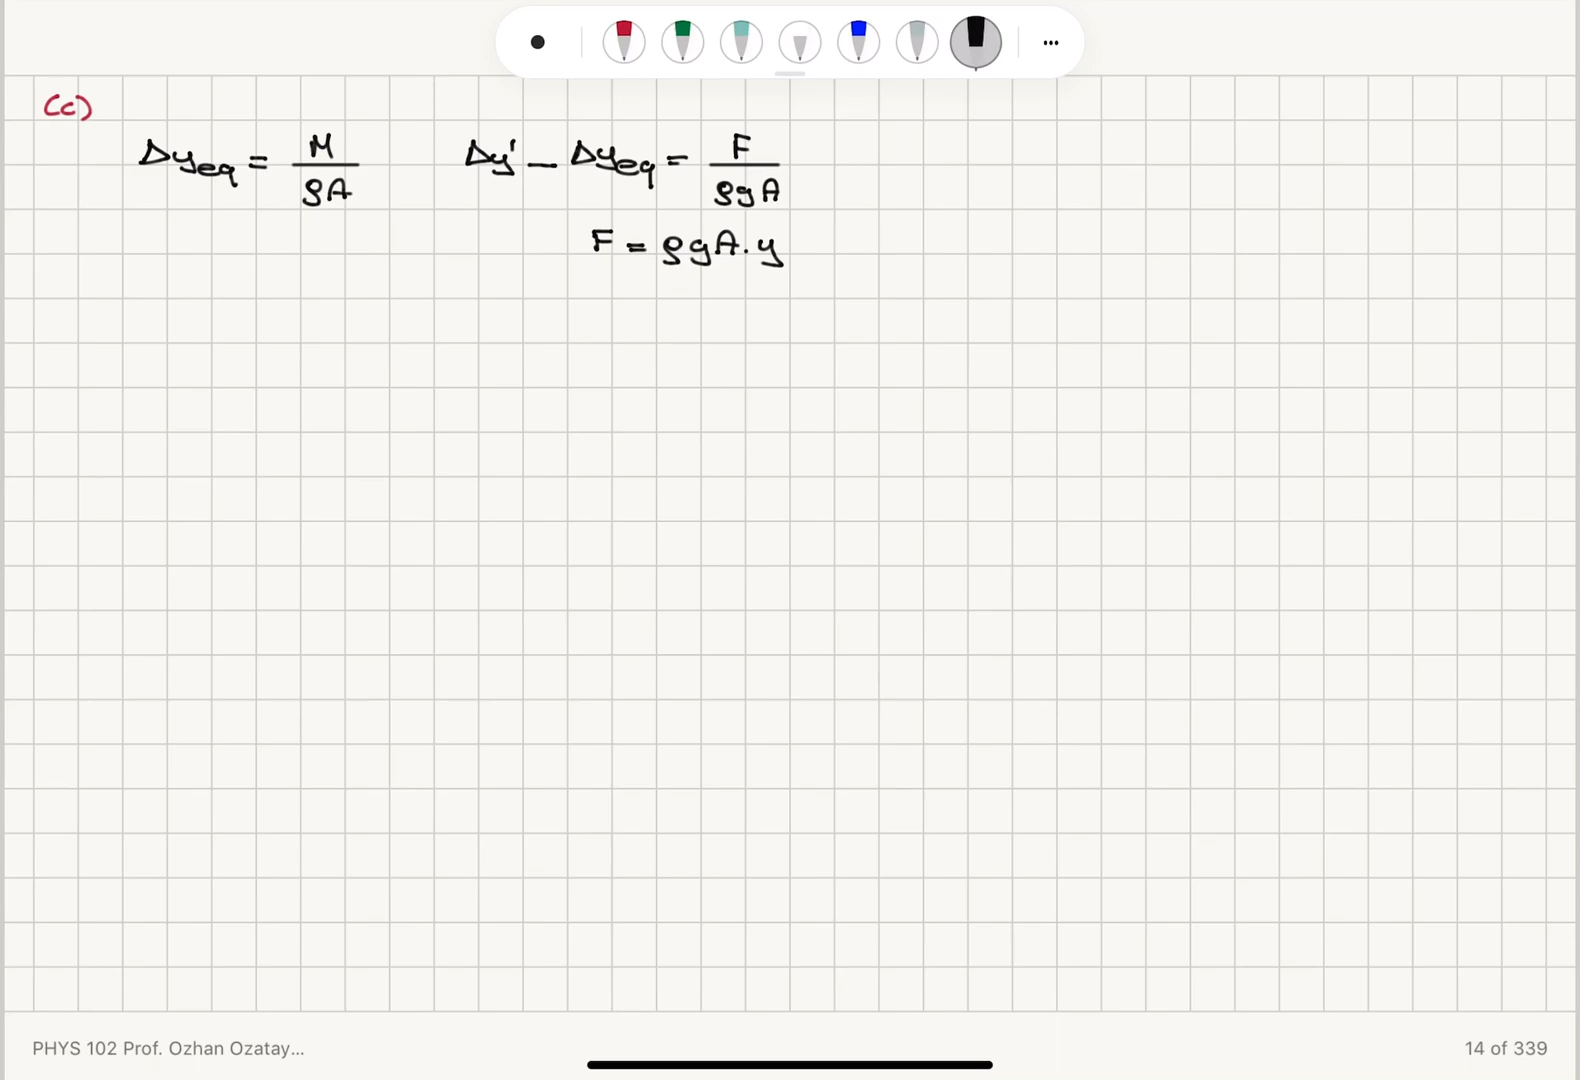 (c)
Δy_eq = M/ρA    Δy' − Δy_eq = F/ρgA
F = ρgA·y
PHYS 102 Prof. Ozhan Ozatay...
14 of 339